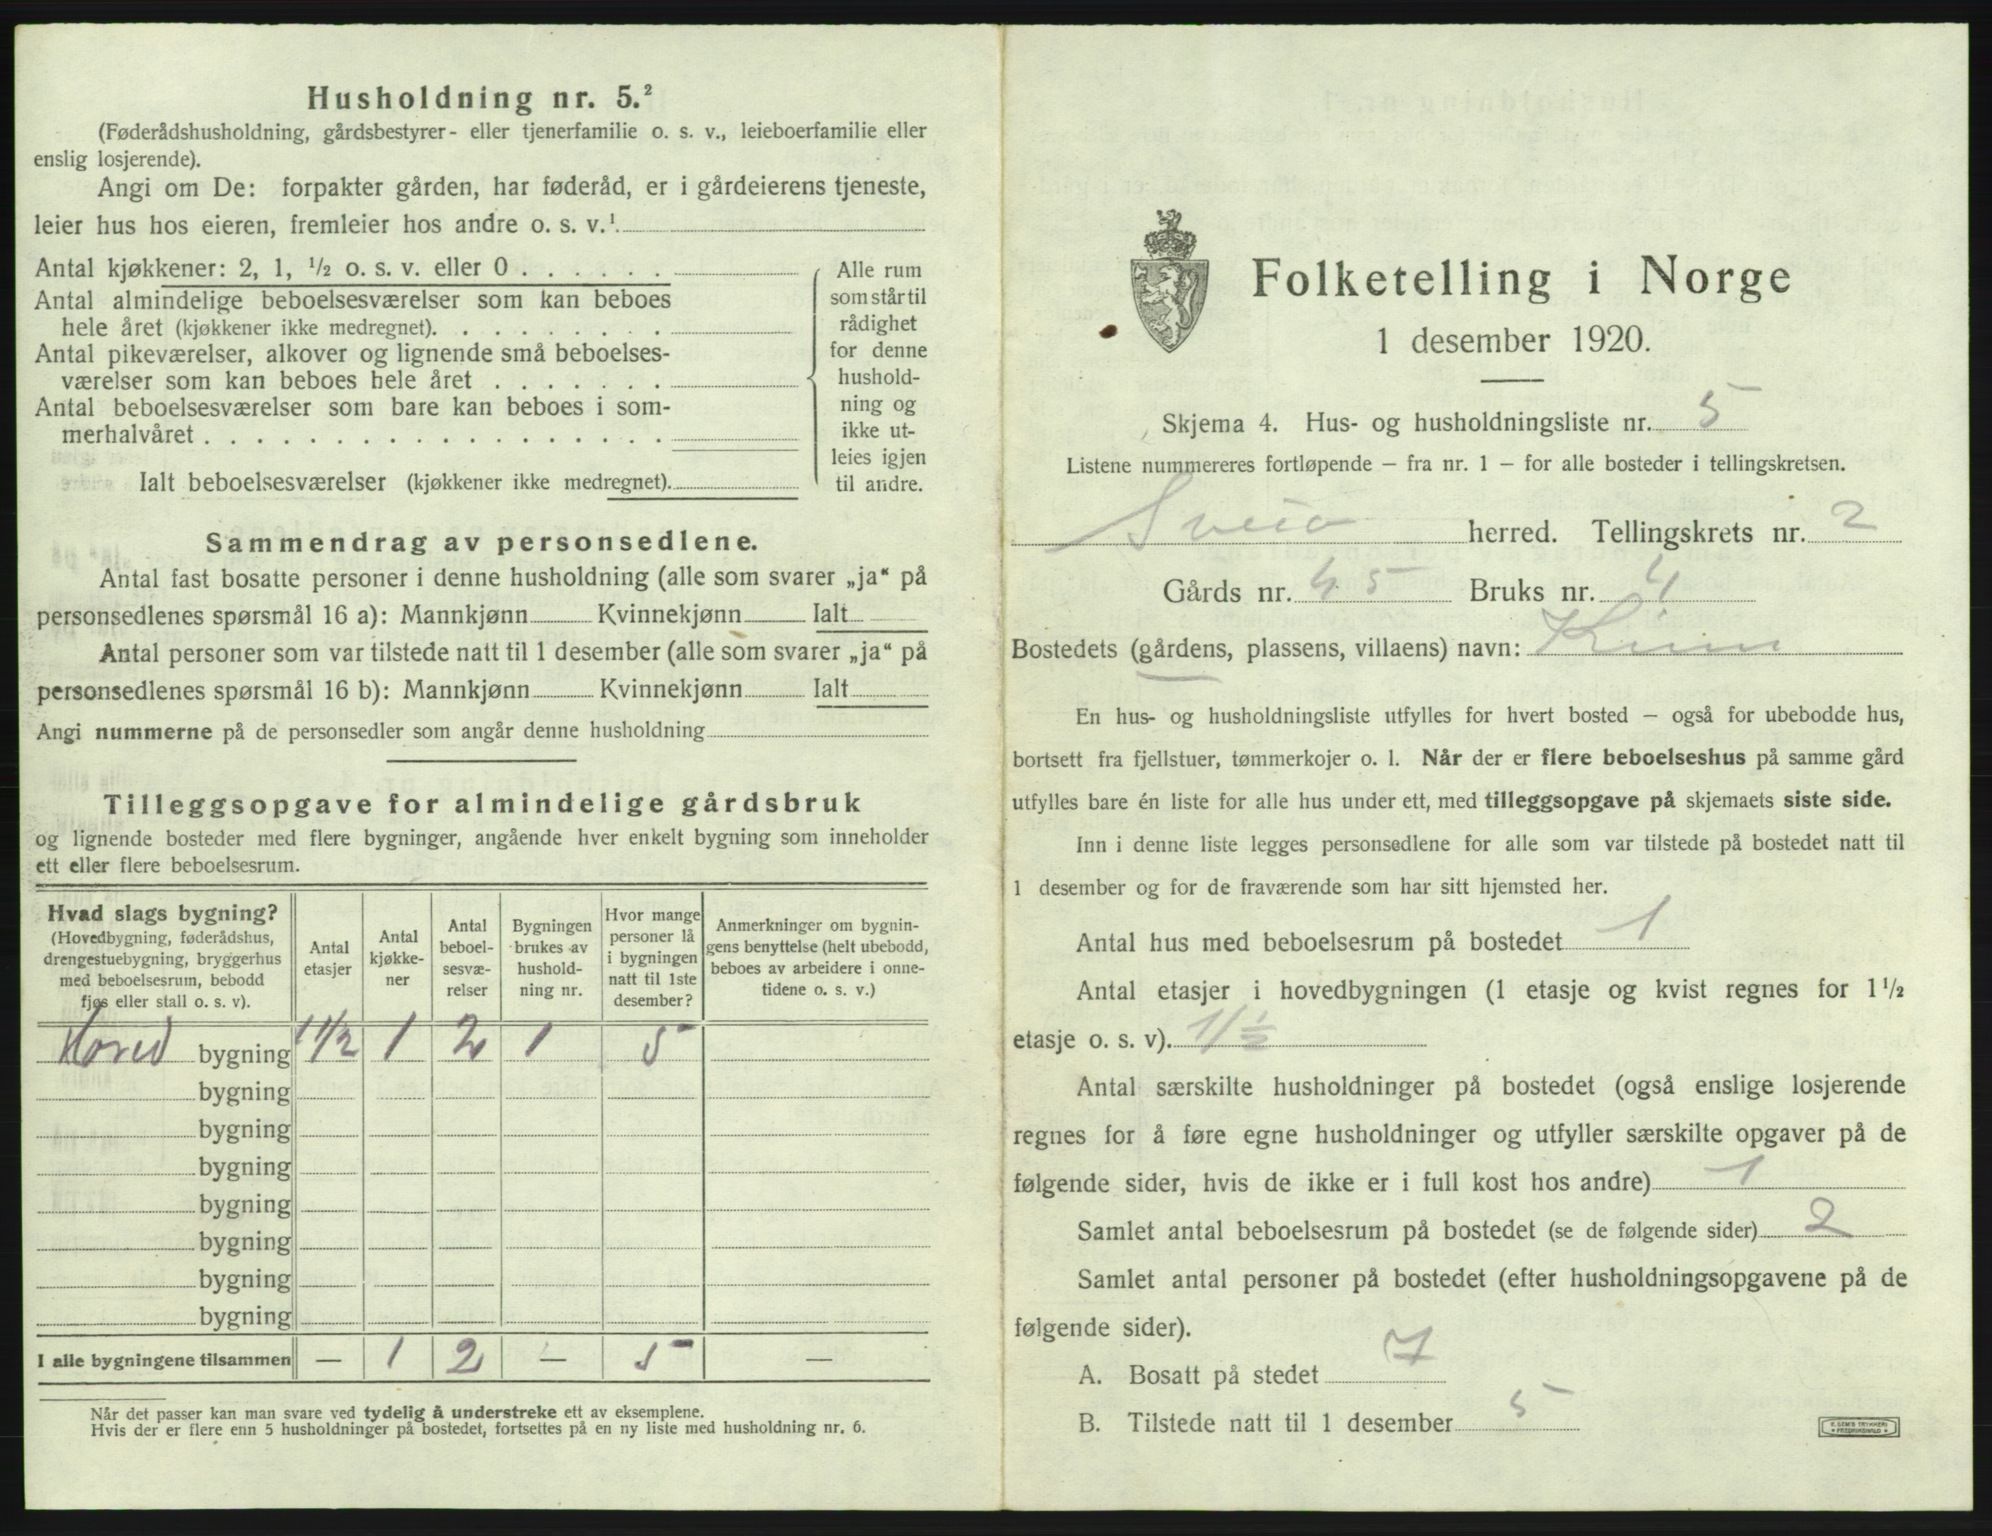 Husholdning nr. 5.²
(Føderådshusholdning, gårdsbestyrer- eller tjenerfamilie o. s. v., leieboerfamilie eller
enslig losjerende).
Angi om De: forpakter gården, har føderåd, er i gårdeierens tjeneste,
leier hus hos eieren, fremleier hos andre o. s. v.¹
Antal kjøkkener: 2, 1, ½ o. s. v. eller 0 . . . . . .
Antal almindelige beboelsesværelser som kan beboes
hele året (kjøkkener ikke medregnet). . . . . . . . .
Antal pikeværelser, alkover og lignende små beboelses-
værelser som kan beboes hele året . . . . . . .
Antal beboelsesværelser som bare kan beboes i som-
merhalvåret . . . . . . . . . . . . . . . . . .
Ialt beboelsesværelser (kjøkkener ikke medregnet).
Alle rum
som står til
rådighet
for denne
hushold-
ning og
ikke ut-
leies igjen
til andre.
Sammendrag av personsedlene.
Antal fast bosatte personer i denne husholdning (alle som svarer „ja“ på
personsedlenes spørsmål 16 a): Mannkjønn Kvinnekjønn Ialt
Antal personer som var tilstede natt til 1 desember (alle som svarer „ja“ på
personsedlenes spørsmål 16 b): Mannkjønn Kvinnekjønn Ialt
Angi nummerne på de personsedler som angår denne husholdning
Tilleggsopgave for almindelige gårdsbruk
og lignende bosteder med flere bygninger, angående hver enkelt bygning som inneholder
ett eller flere beboelsesrum.
Hvad slags bygning?
(Hovedbygning, føderådshus,
drengestuebygning, bryggerhus
med beboelsesrum, bebodd
fjøs eller stall o. s. v).
Antal
etasjer
Antal
kjøkke-
ner
Antal
beboel-
sesvæ-
relser
Bygningen
brukes av
hushold-
ning nr.
Hvor mange
personer lå
i bygningen
natt til 1ste
desember?
Anmerkninger om bygnin-
gens benyttelse (helt ubebodd,
beboes av arbeidere i onne-
tidene o. s. v.)
Hoved bygning 1 1/2 1 2 1 5
bygning
bygning
bygning
bygning
bygning
bygning
bygning
I alle bygningene tilsammen — 1 2 — 5 —
Når det passer kan man svare ved tydelig å understreke ett av eksemplene.
Hvis der er flere enn 5 husholdninger på bostedet, fortsettes på en ny liste med husholdning nr. 6.
Folketelling i Norge
1 desember 1920.
Skjema 4. Hus- og husholdningsliste nr. 5
Listene nummereres fortløpende – fra nr. 1 – for alle bosteder i tellingskretsen.
Sveio herred. Tellingskrets nr. 2
Gårds nr. 45 Bruks nr. 4
Bostedets (gårdens, plassens, villaens) navn:
En hus- og husholdningsliste utfylles for hvert bosted – også for ubebodde hus,
bortsett fra fjellstuer, tømmerkojer o. l. Når der er flere beboelseshus på samme gård
utfylles bare én liste for alle hus under ett, med tilleggsopgave på skjemaets siste side.
Inn i denne liste legges personsedlene for alle som var tilstede på bostedet natt til
1 desember og for de fraværende som har sitt hjemsted her.
Antal hus med beboelsesrum på bostedet 1
Antal etasjer i hovedbygningen (1 etasje og kvist regnes for 1½
etasje o. s. v). 1 1/2
Antal særskilte husholdninger på bostedet (også enslige losjerende
regnes for å føre egne husholdninger og utfyller særskilte opgaver på de
følgende sider, hvis de ikke er i full kost hos andre) 1
Samlet antal beboelsesrum på bostedet (se de følgende sider) 2
Samlet antal personer på bostedet (efter husholdningsopgavene på de
følgende sider).
A. Bosatt på stedet 7
B. Tilstede natt til 1 desember 5